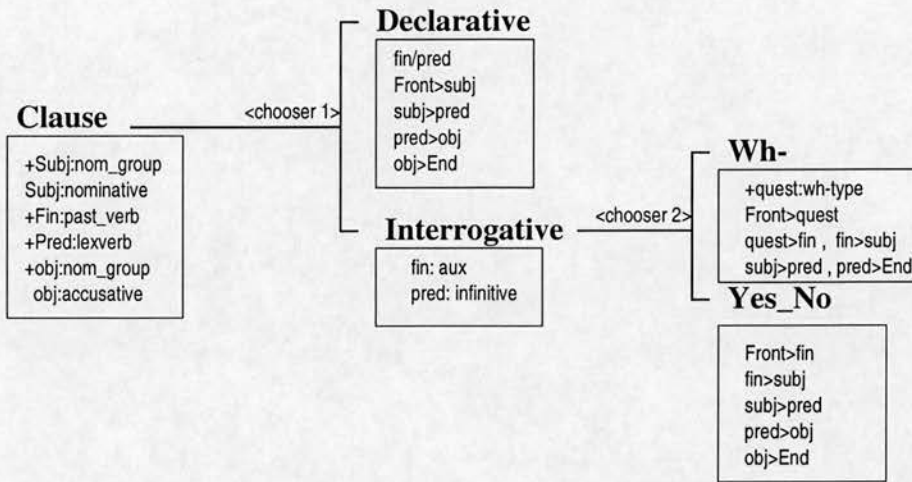 Clause
+Subj:nom_group
Subj:nominative
+Fin:past_verb
+Pred:lexverb
+obj:nom_group
obj:accusative
<chooser 1>
Declarative
fin/pred
Front>subj
subj>pred
pred>obj
obj>End
Interrogative
fin: aux
pred: infinitive
<chooser 2>
Wh-
+quest:wh-type
Front>quest
quest>fin , fin>subj
subj>pred , pred>End
Yes_No
Front>fin
fin>subj
subj>pred
pred>obj
obj>End